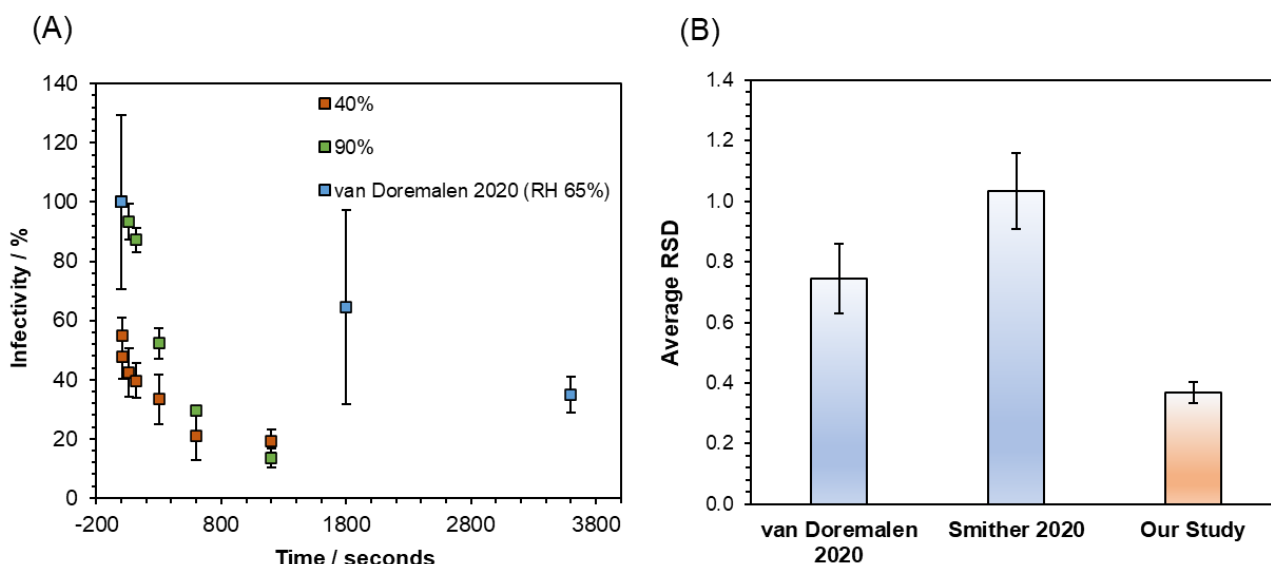 (A)
140
120
100
80
60
40
20
0
Infectivity / %
40%
90%
van Doremalen 2020 (RH 65%)
-200
800
1800
2800
3800
Time / seconds
(B)
1.4
1.2
1.0
0.8
0.6
0.4
0.2
0.0
Average RSD
van Doremalen
2020
Smither 2020
Our Study